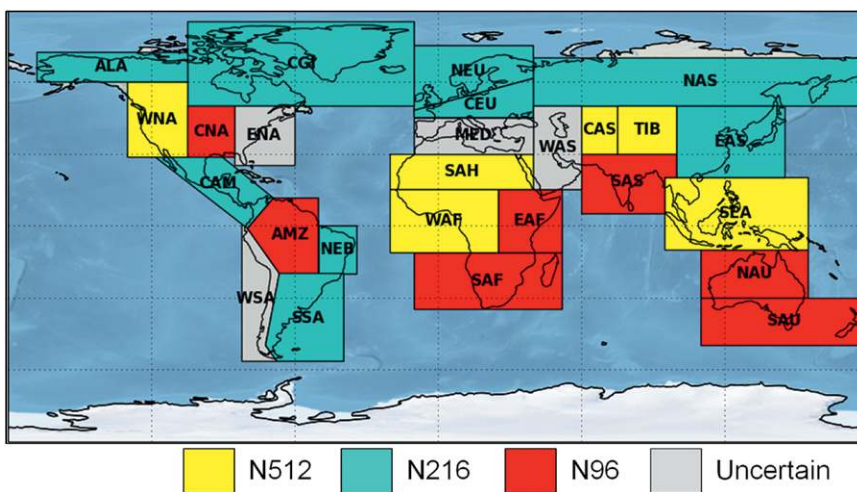 ALA
CGI
NEU
NAS
CEU
WNA
CNA
ENA
MED
WAS
CAS
TIB
EAS
CAM
SAH
SAS
WAF
EAF
SEA
AMZ
NEB
WSA
SSA
SAF
NAU
SAU
N512 N216 N96 Uncertain